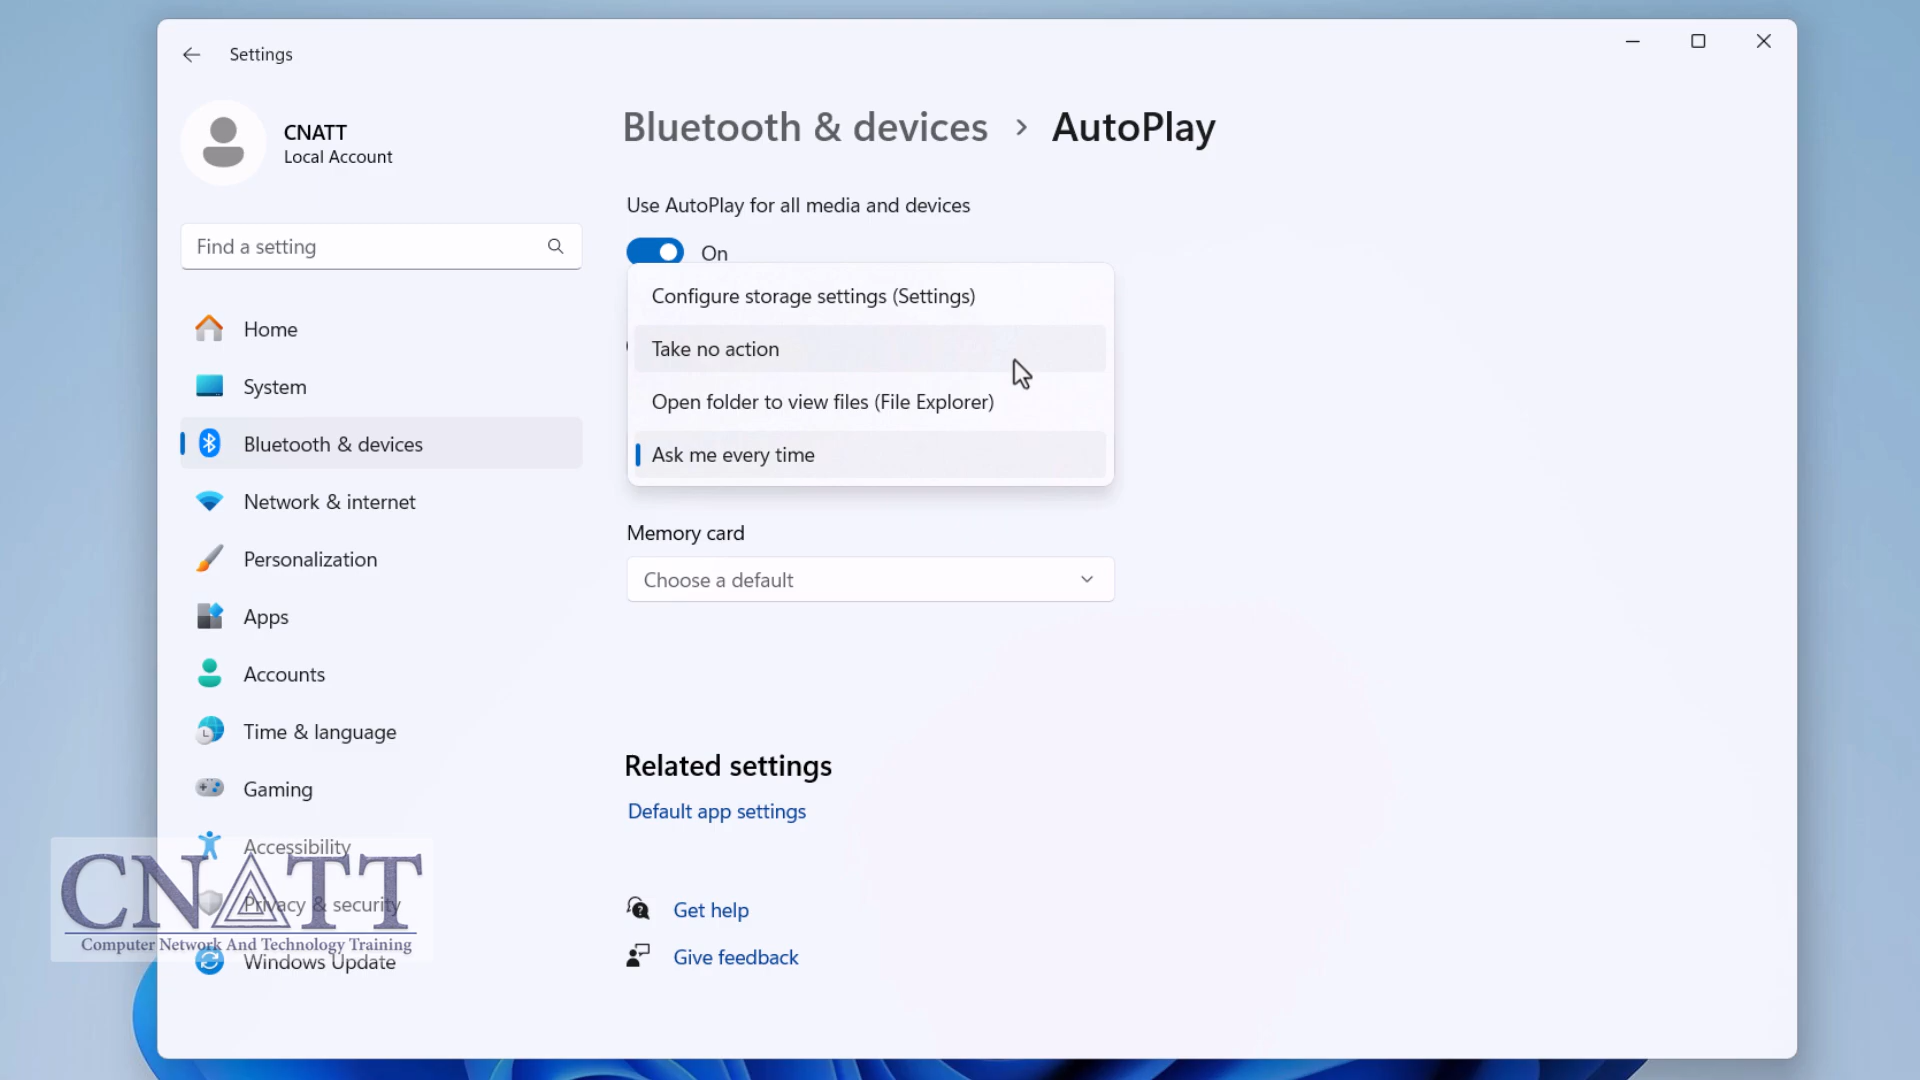 Settings
CNATT
Local Account
Find a setting
Home
System
Bluetooth & devices
Network & internet
Personalization
Apps
Accounts
Time & language
Gaming
Accessibility
Privacy & security
Windows Update
Bluetooth & devices > AutoPlay
Use AutoPlay for all media and devices
On
Configure storage settings (Settings)
Take no action
Open folder to view files (File Explorer)
Ask me every time
Memory card
Choose a default
Related settings
Default app settings
Get help
Give feedback
CNATT
Computer Network And Technology Training